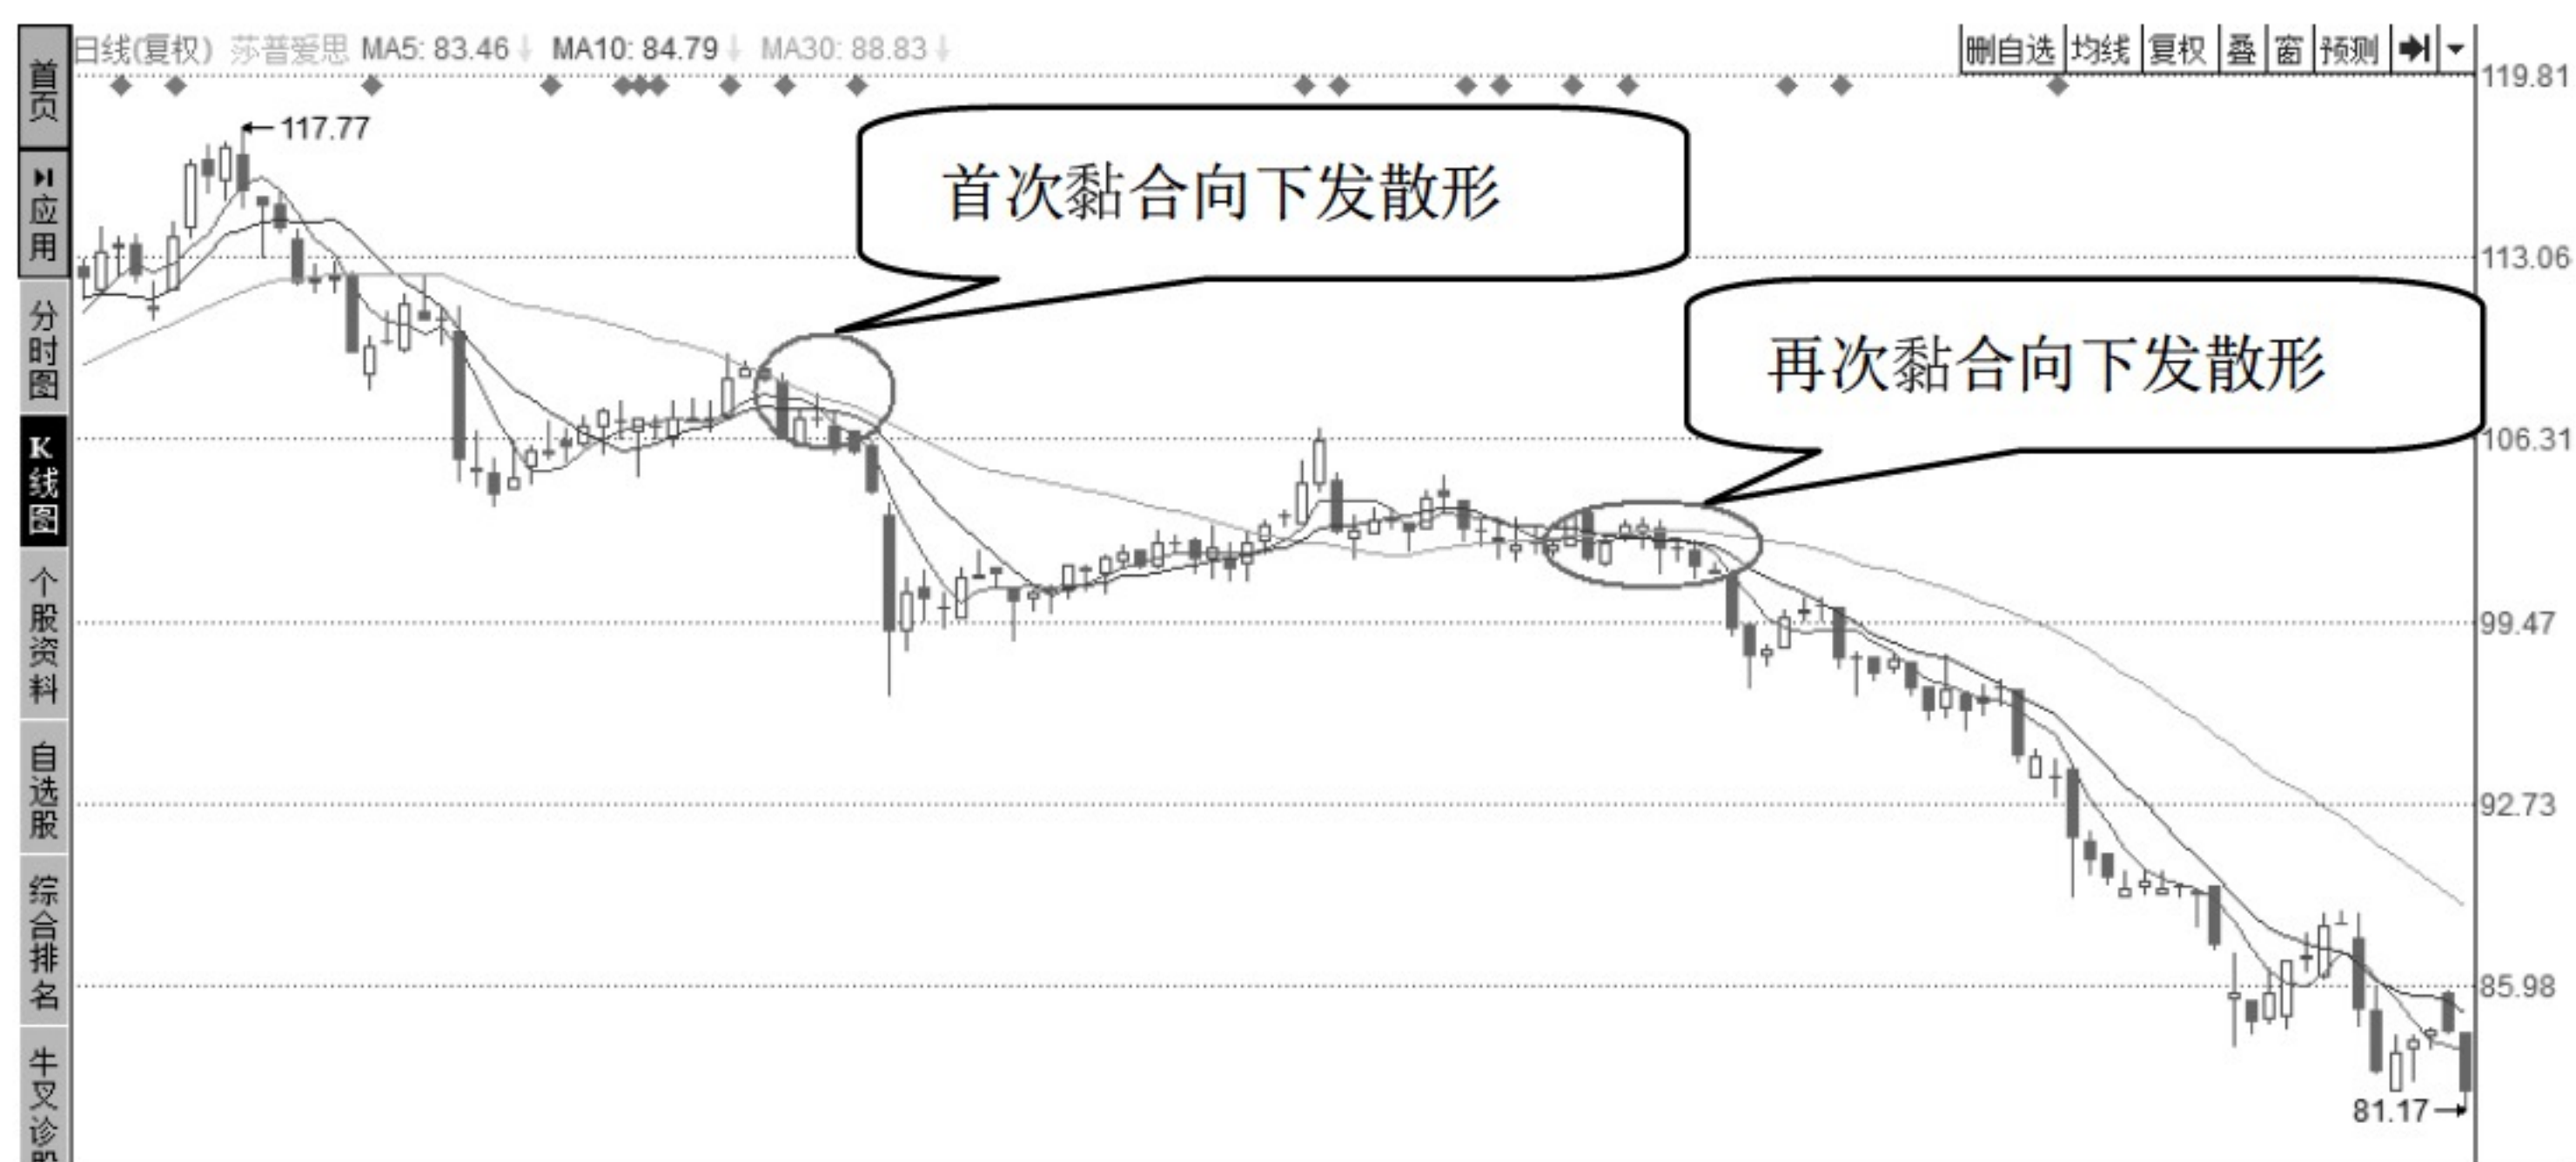 日线(复权) 莎普爱思 MA5: 83.46↓ MA10: 84.79↓ MA30: 88.83↓
删自选 均线 复权 叠 窗 预测
首页
应用
分时图
K线图
个股资料
自选股
综合排名
牛叉诊股
117.77
首次黏合向下发散形
再次黏合向下发散形
119.81
113.06
106.31
99.47
92.73
85.98
81.17